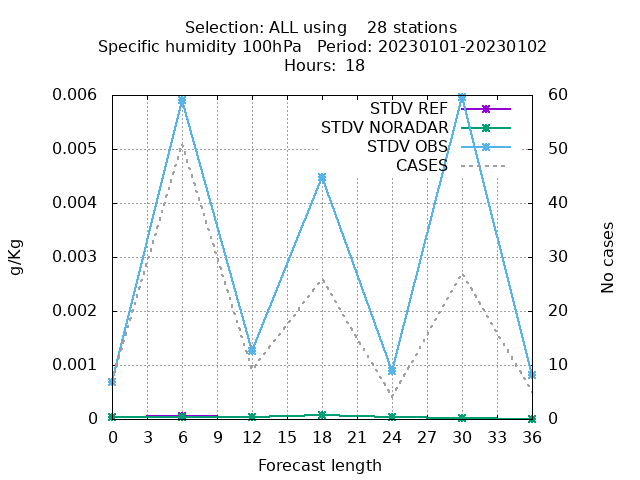 Selection: ALL using    28 stations
Specific humidity 100hPa   Period: 20230101-20230102
Hours: 18
0.006
0.005
0.004
0.003
0.002
0.001
0
g/Kg
STDV REF
STDV NORADAR
STDV OBS
CASES
60
50
40
30
20
10
0
No cases
0 3 6 9 12 15 18 21 24 27 30 33 36
Forecast length